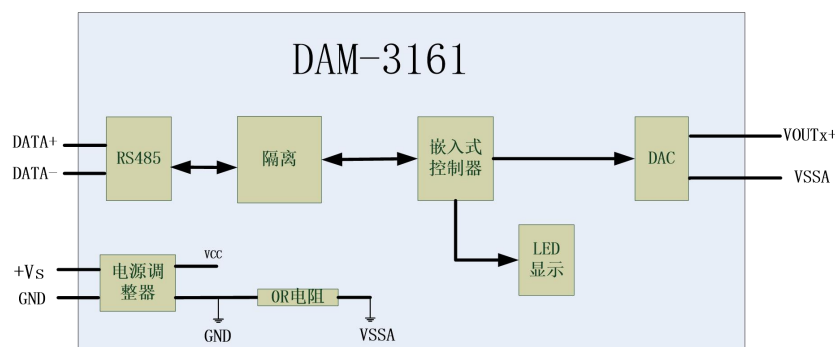 DAM-3161
DATA+
DATA-
RS485
隔离
嵌入式
控制器
DAC
VOUTx+
VSSA
LED
显示
+Vs
GND
电源调
整器
VCC
GND
0R电阻
VSSA